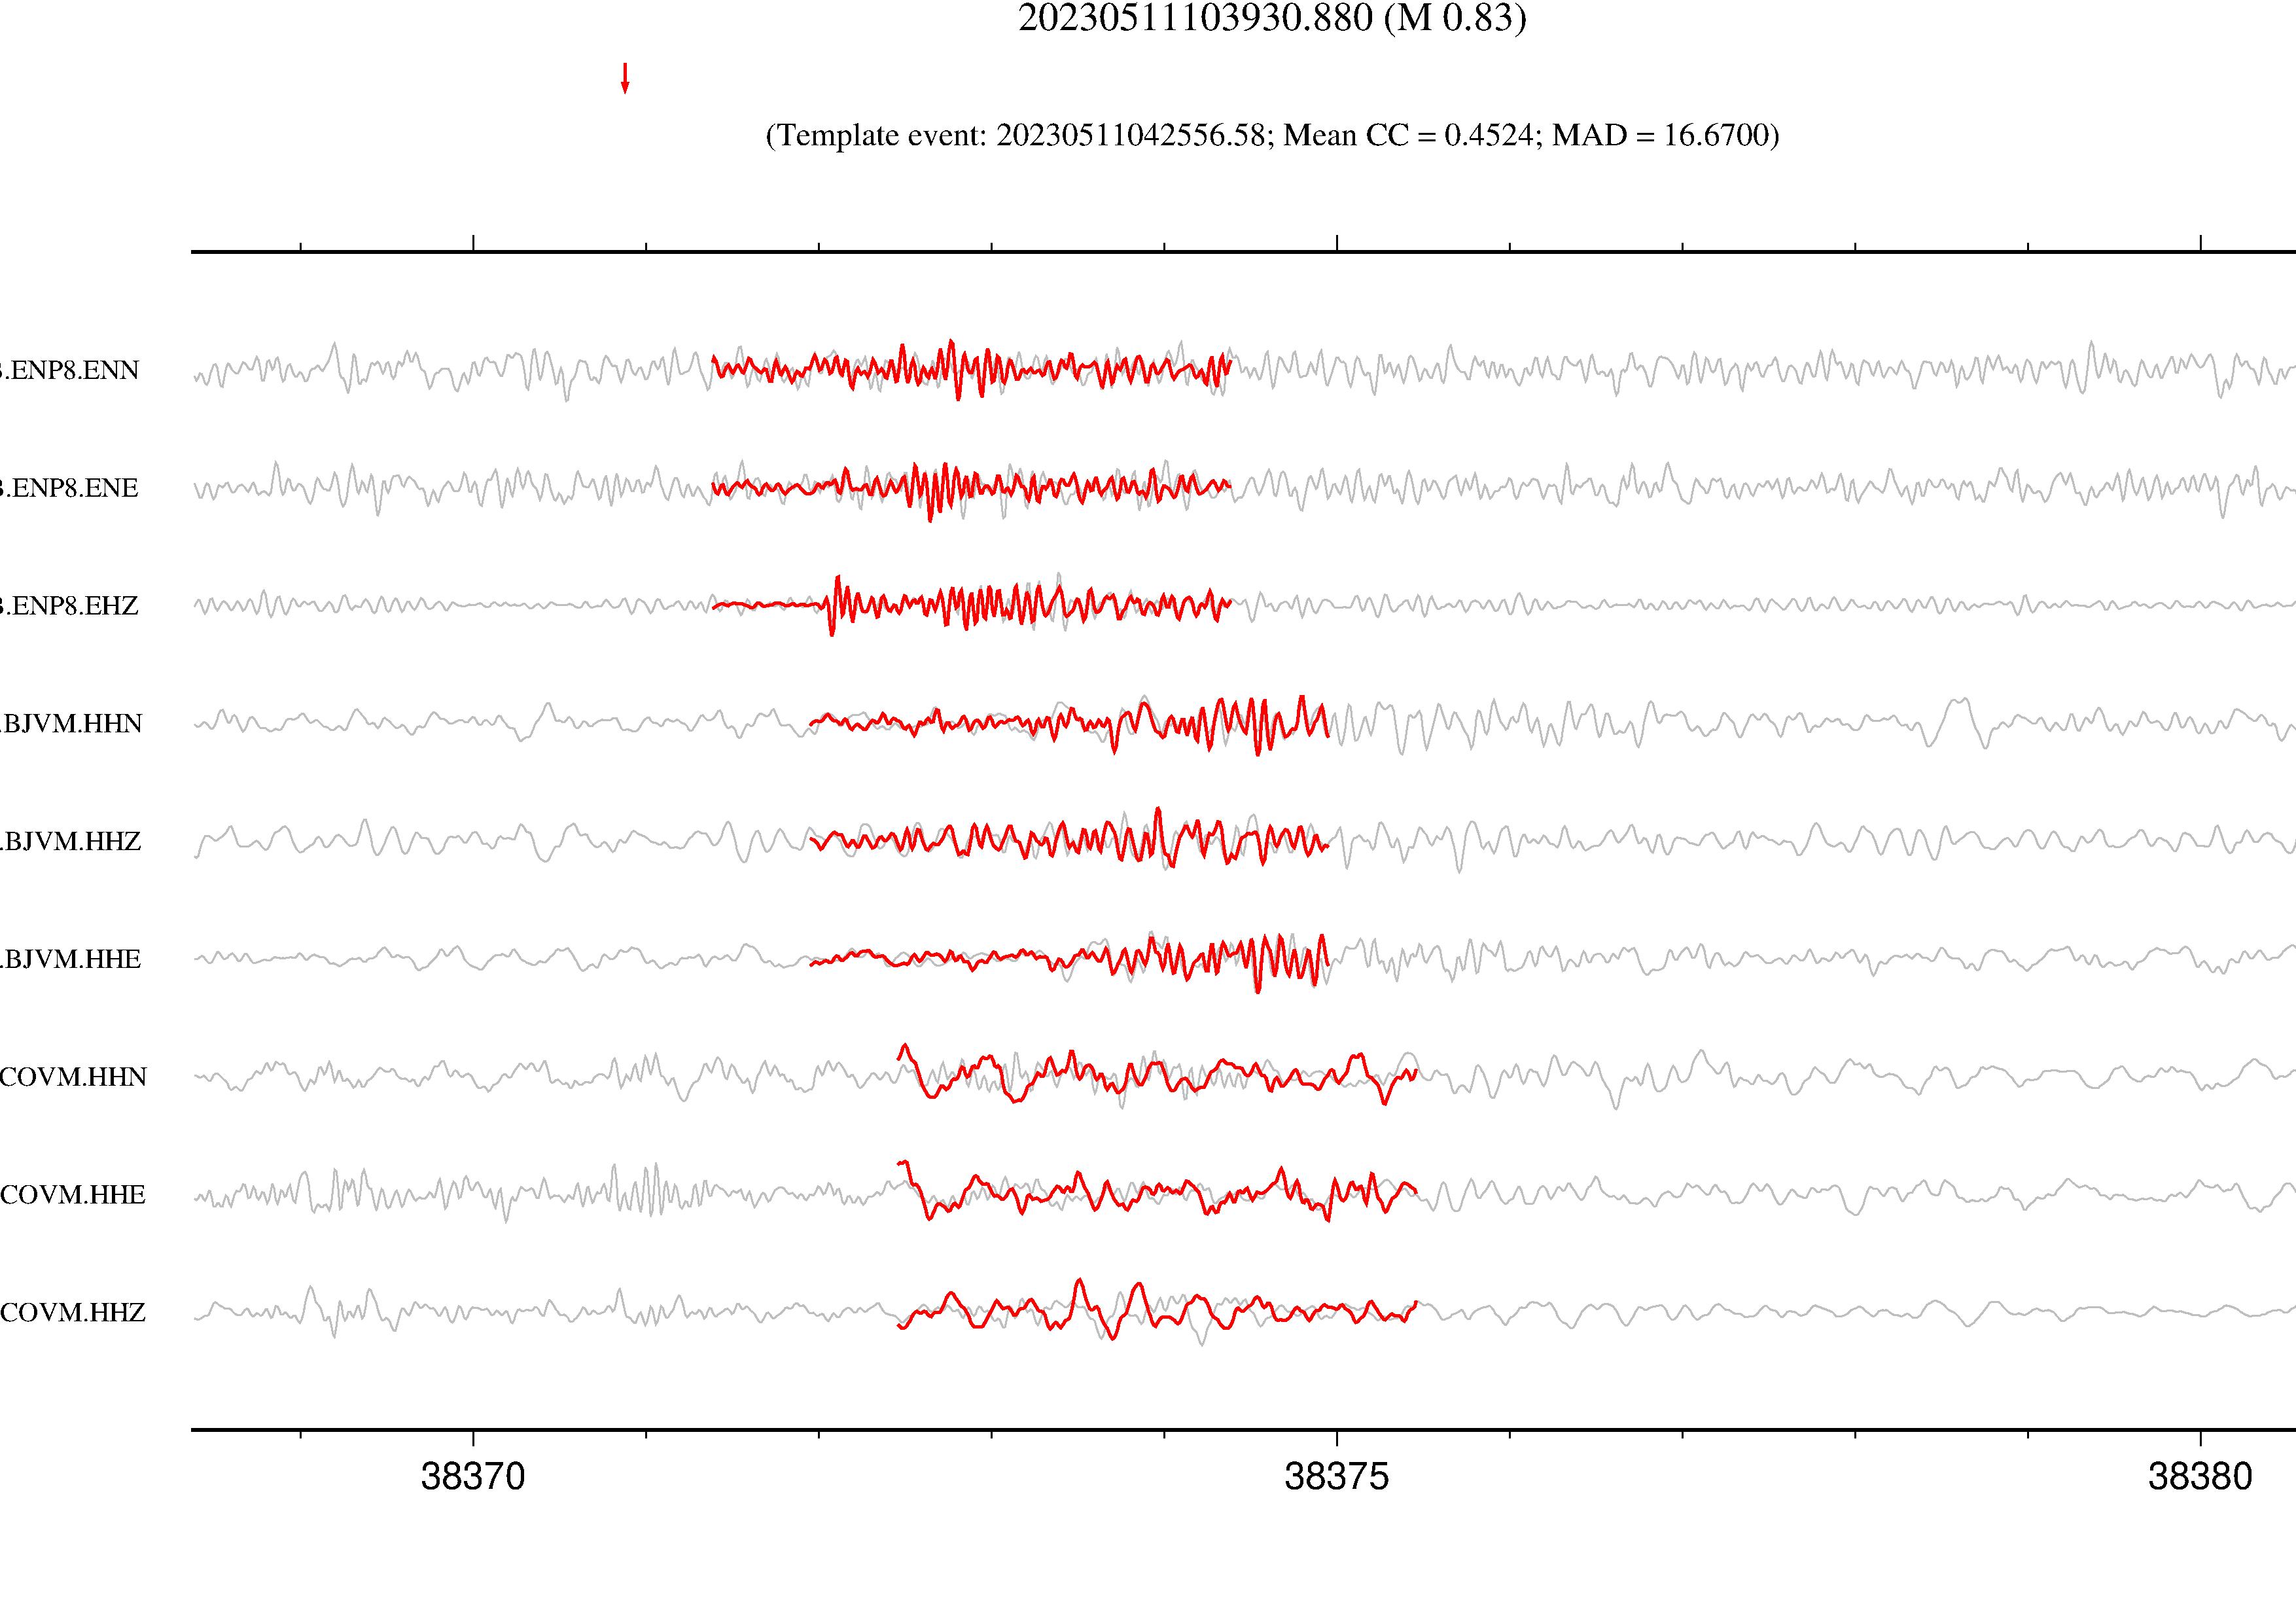 20230511103930.880 (M 0.83)
(Template event: 20230511042556.58; Mean CC = 0.4524; MAD = 16.6700)
.ENP8.ENN
.ENP8.ENE
.ENP8.EHZ
.BJVM.HHN
.BJVM.HHZ
.BJVM.HHE
COVM.HHN
COVM.HHE
COVM.HHZ
38370 38375 38380